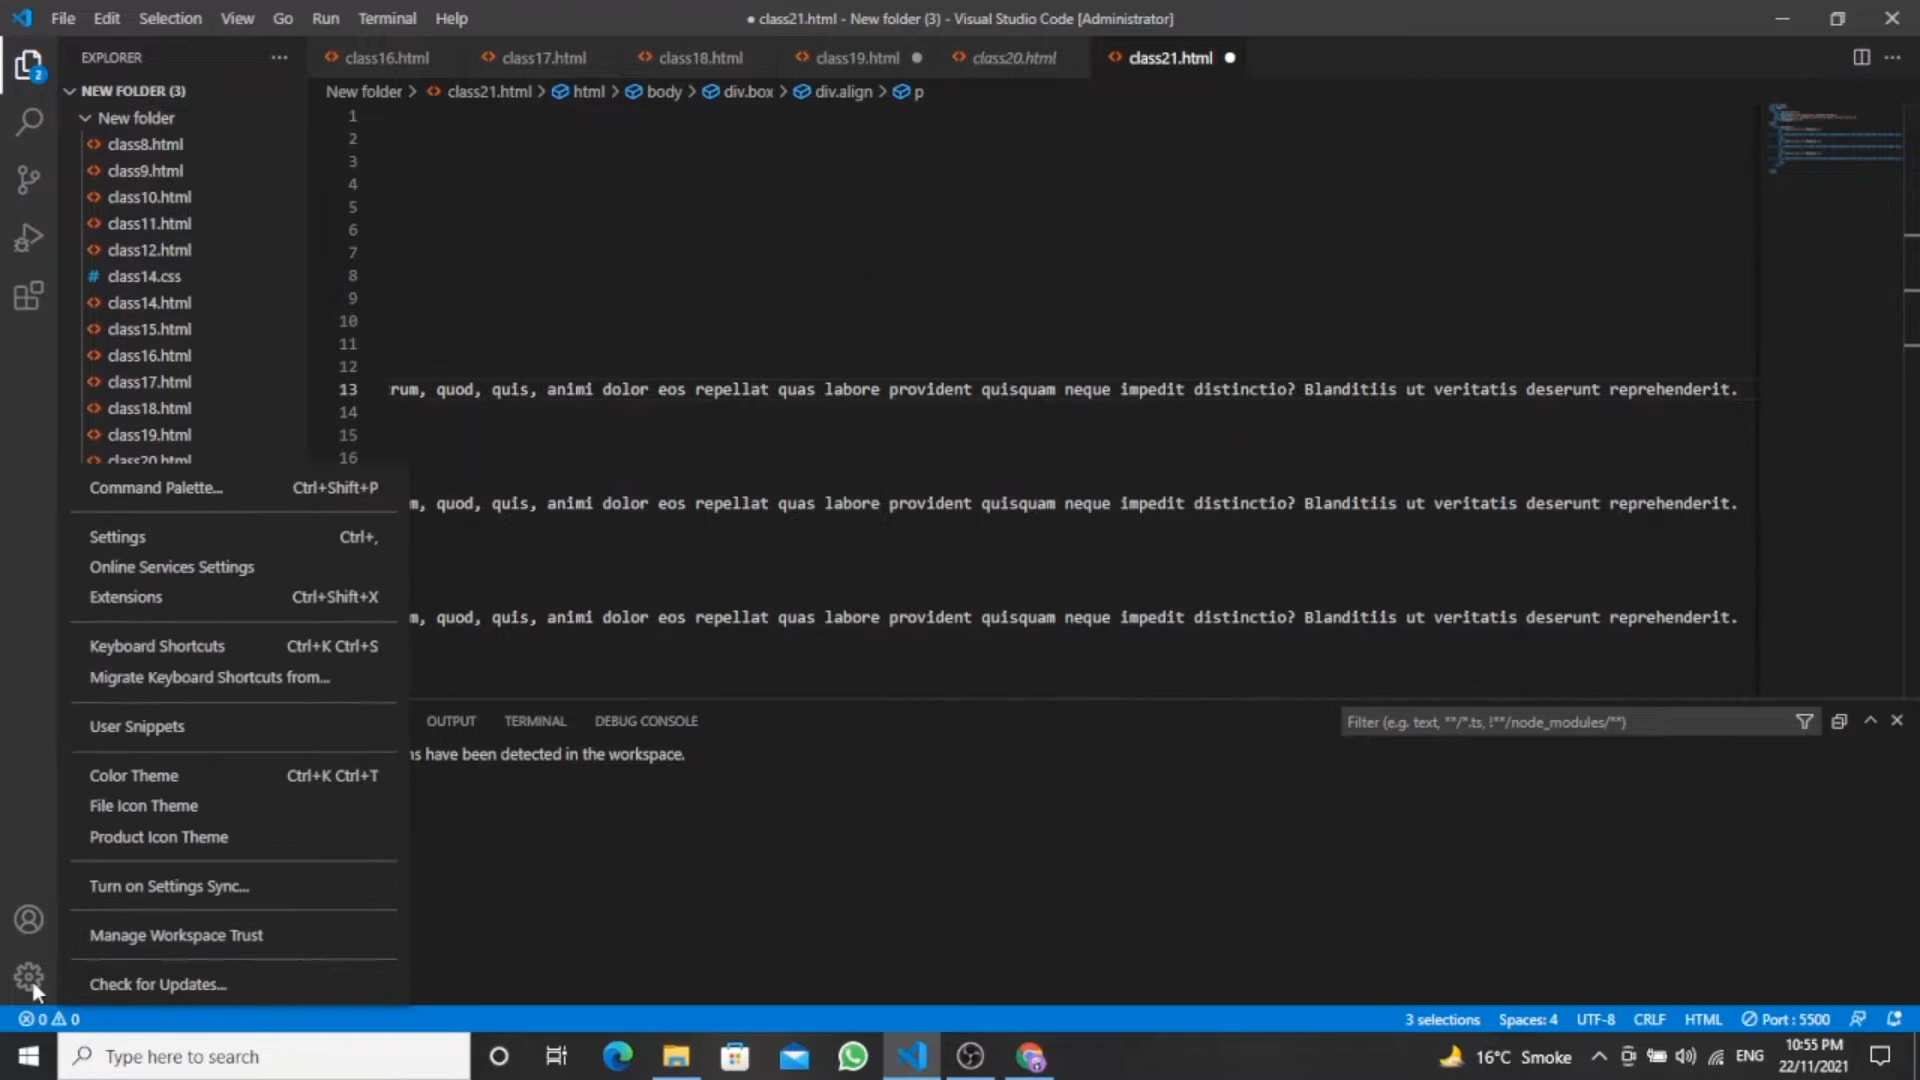 File Edit Selection View Go Run Terminal Help
● class21.html - New folder (3) - Visual Studio Code [Administrator]
EXPLORER
class16.html
class17.html
class18.html
class19.html
class20.html
class21.html
2
NEW FOLDER (3)
New folder > class21.html > html > body > div.box > div.align > p
New folder
class8.html
class9.html
class10.html
class11.html
class12.html
class14.css
class14.html
class15.html
class16.html
class17.html
class18.html
class19.html
class20.html
1
2
3
4
5
6
7
8
9
10
11
12
13 rum, quod, quis, animi dolor eos repellat quas labore provident quisquam neque impedit distinctio? Blanditiis ut veritatis deserunt reprehenderit.
14
15
16
m, quod, quis, animi dolor eos repellat quas labore provident quisquam neque impedit distinctio? Blanditiis ut veritatis deserunt reprehenderit.
m, quod, quis, animi dolor eos repellat quas labore provident quisquam neque impedit distinctio? Blanditiis ut veritatis deserunt reprehenderit.
Command Palette... Ctrl+Shift+P
Settings Ctrl+,
Online Services Settings
Extensions Ctrl+Shift+X
Keyboard Shortcuts Ctrl+K Ctrl+S
Migrate Keyboard Shortcuts from...
User Snippets
Color Theme Ctrl+K Ctrl+T
File Icon Theme
Product Icon Theme
Turn on Settings Sync...
Manage Workspace Trust
Check for Updates...
OUTPUT TERMINAL DEBUG CONSOLE
Filter (e.g. text, **/*.ts, !**/node_modules/**)
ns have been detected in the workspace.
0 0
3 selections Spaces: 4 UTF-8 CRLF HTML Port : 5500
Type here to search
16°C Smoke
ENG
10:55 PM
22/11/2021